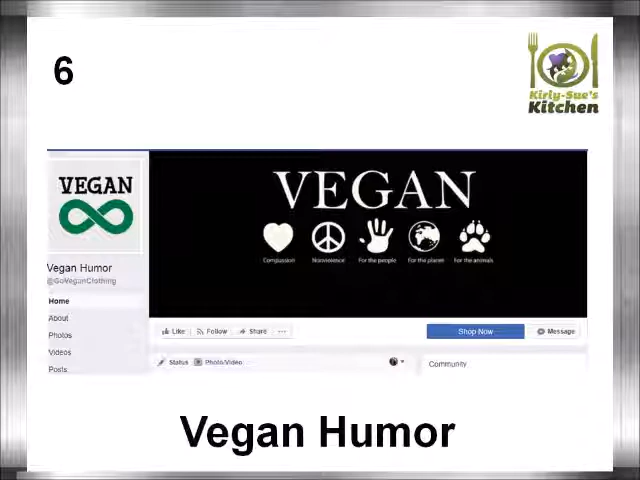 6
Kirly-Sue's
Kitchen
VEGAN
VEGAN
Compassion Nonviolence For the people For the planet For the animals
Vegan Humor
@GoVeganClothing
Home
About
Photos
Videos
Posts
Like Follow Share ... Shop Now Message
Status Photo/Video
Community
Vegan Humor